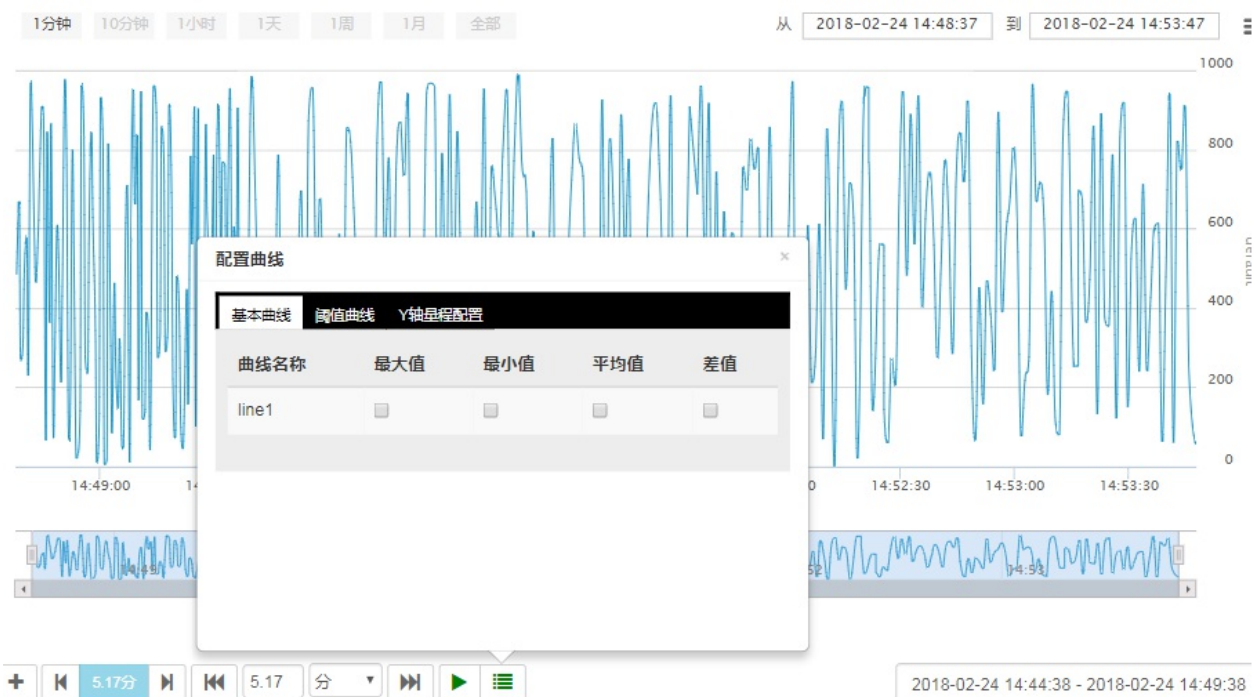 1分钟 10分钟 1小时 1天 1周 1月 全部 从 2018-02-24 14:48:37 到 2018-02-24 14:53:47
1000
800
600
400
200
0
配置曲线 ×
基本曲线 阈值曲线 Y轴量程配置
曲线名称 最大值 最小值 平均值 差值
line1
14:49:00 14:52:30 14:53:00 14:53:30
14:49 52 14:53
5.17分 5.17 分
2018-02-24 14:44:38 - 2018-02-24 14:49:38